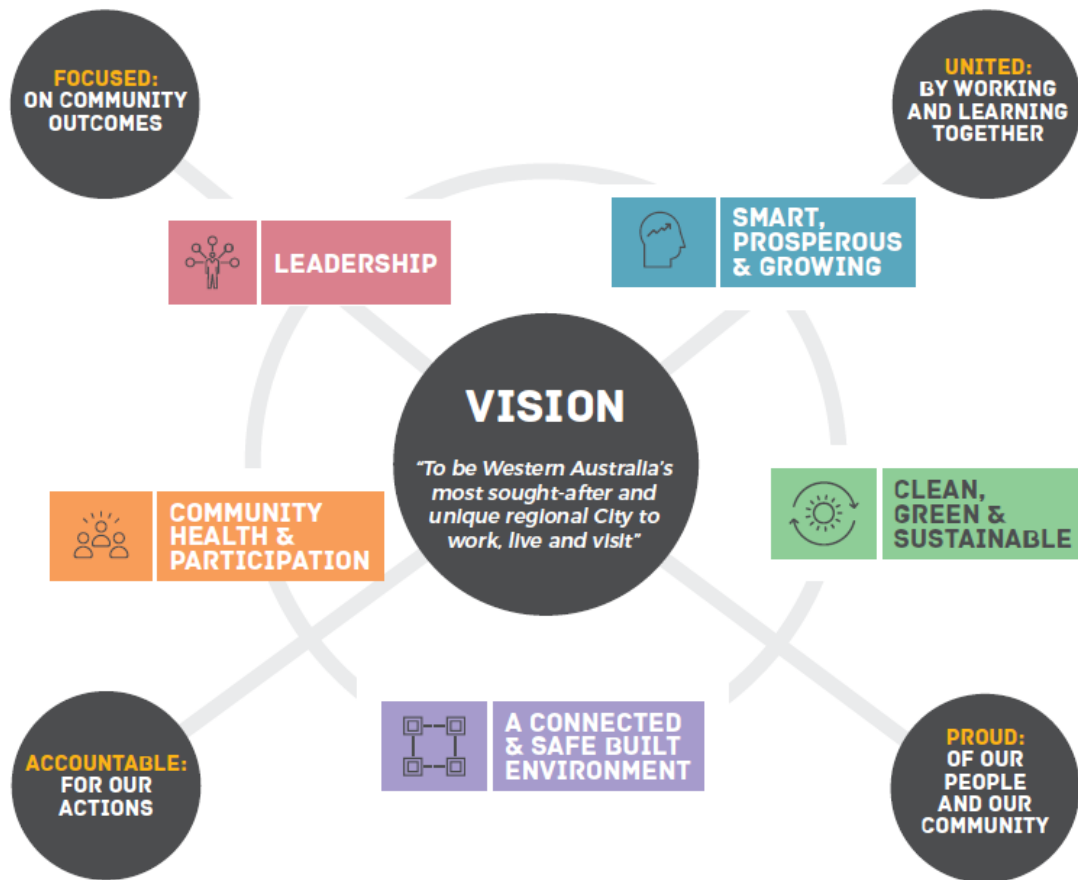 FOCUSED:
ON COMMUNITY
OUTCOMES
UNITED:
BY WORKING
AND LEARNING
TOGETHER
LEADERSHIP
SMART,
PROSPEROUS
& GROWING
VISION
"To be Western Australia's
most sought-after and
unique regional City to
work, live and visit"
COMMUNITY
HEALTH &
PARTICIPATION
CLEAN,
GREEN &
SUSTAINABLE
A CONNECTED
& SAFE BUILT
ENVIRONMENT
ACCOUNTABLE:
FOR OUR
ACTIONS
PROUD:
OF OUR
PEOPLE
AND OUR
COMMUNITY